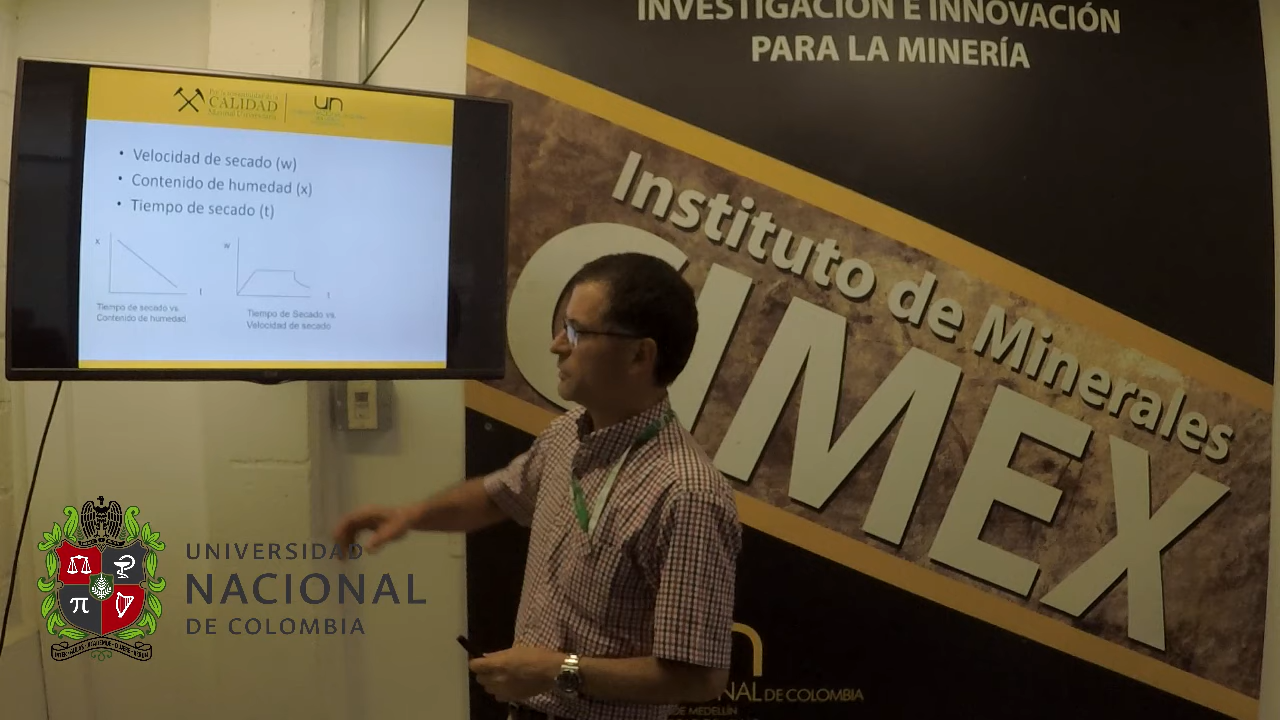 INVESTIGACIÓN E INNOVACIÓN
PARA LA MINERÍA
CALIDAD
un
• Velocidad de secado (w)
• Contenido de humedad (x)
• Tiempo de secado (t)
x
t
Tiempo de secado vs.
Contenido de humedad
w
t
Tiempo de Secado vs.
Velocidad de secado
Instituto de Minerales
CIMEX
UNIVERSIDAD
NACIONAL
DE COLOMBIA
π
NAL DE COLOMBIA
DE MEDELLÍN